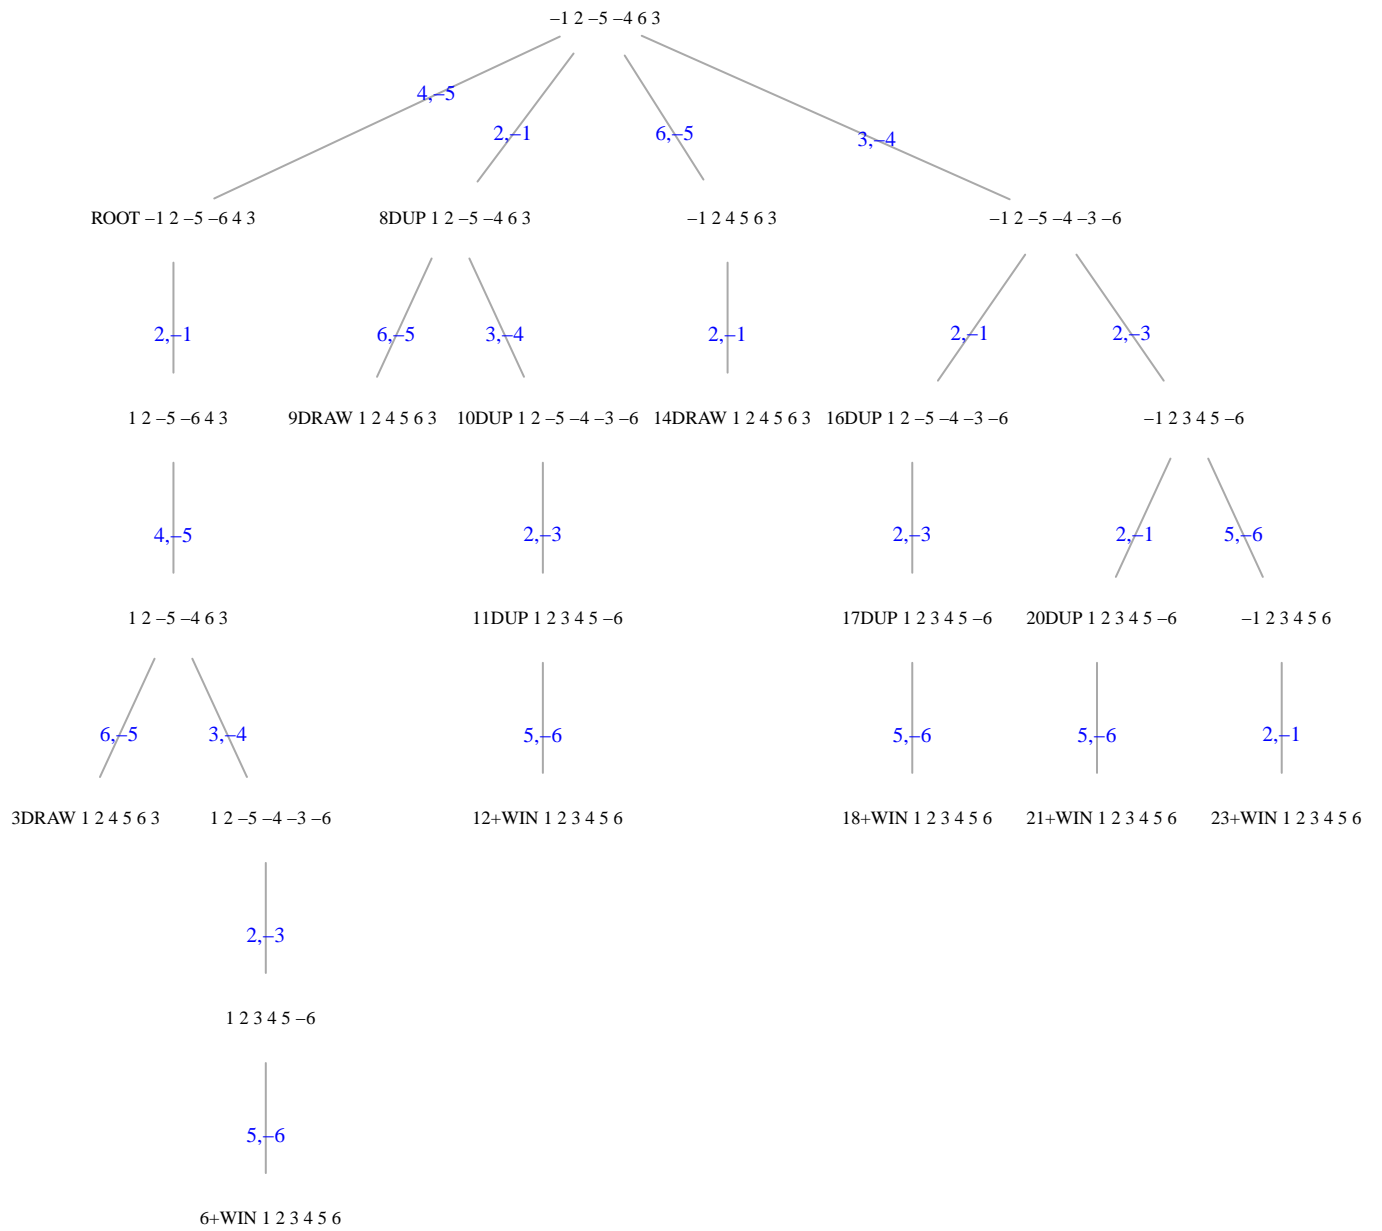 –1 2 –5 –4 6 3
4,–5
2,–1
6,–5
3,–4
ROOT –1 2 –5 –6 4 3
8DUP 1 2 –5 –4 6 3
–1 2 4 5 6 3
–1 2 –5 –4 –3 –6
2,–1
6,–5
3,–4
2,–1
2,–1
2,–3
1 2 –5 –6 4 3
9DRAW 1 2 4 5 6 3
10DUP 1 2 –5 –4 –3 –6
14DRAW 1 2 4 5 6 3
16DUP 1 2 –5 –4 –3 –6
–1 2 3 4 5 –6
4,–5
2,–3
2,–3
2,–1
5,–6
1 2 –5 –4 6 3
11DUP 1 2 3 4 5 –6
17DUP 1 2 3 4 5 –6
20DUP 1 2 3 4 5 –6
–1 2 3 4 5 6
6,–5
3,–4
5,–6
5,–6
5,–6
2,–1
3DRAW 1 2 4 5 6 3
1 2 –5 –4 –3 –6
12+WIN 1 2 3 4 5 6
18+WIN 1 2 3 4 5 6
21+WIN 1 2 3 4 5 6
23+WIN 1 2 3 4 5 6
2,–3
1 2 3 4 5 –6
5,–6
6+WIN 1 2 3 4 5 6